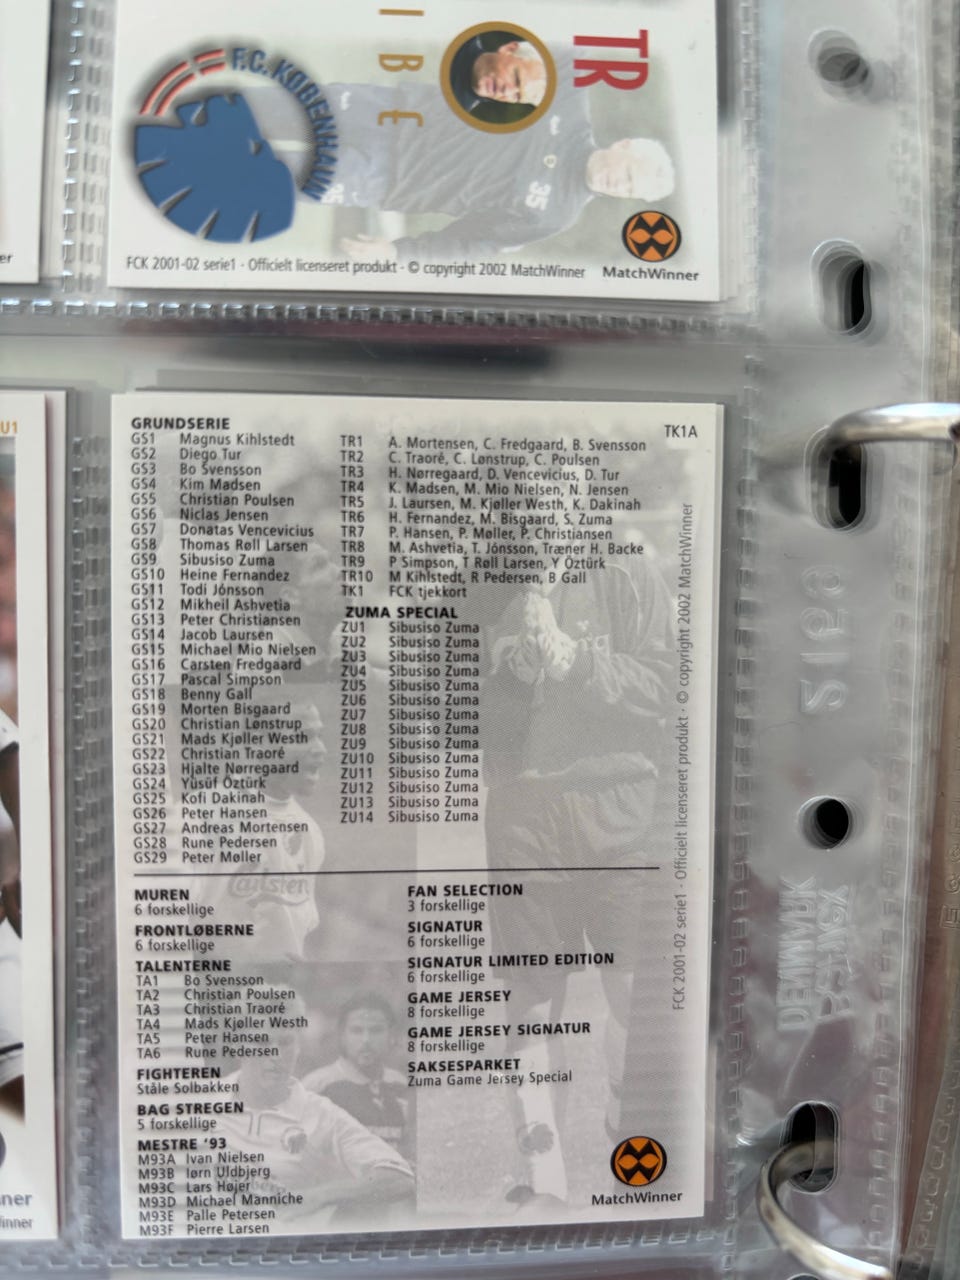 TR
IBE
F.C. KØBENHAVN
35
FCK 2001-02 serie1 · Officielt licenseret produkt · © copyright 2002 MatchWinner
MatchWinner
er
U1
TK1A
GRUNDSERIE
GS1 Magnus Kihlstedt
GS2 Diego Tur
GS3 Bo Svensson
GS4 Kim Madsen
GS5 Christian Poulsen
GS6 Niclas Jensen
GS7 Donatas Vencevicius
GS8 Thomas Røll Larsen
GS9 Sibusiso Zuma
GS10 Heine Fernandez
GS11 Todi Jónsson
GS12 Mikheil Ashvetia
GS13 Peter Christiansen
GS14 Jacob Laursen
GS15 Michael Mio Nielsen
GS16 Carsten Fredgaard
GS17 Pascal Simpson
GS18 Benny Gall
GS19 Morten Bisgaard
GS20 Christian Lønstrup
GS21 Mads Kjøller Westh
GS22 Christian Traoré
GS23 Hjalte Nørregaard
GS24 Yüsüf Öztürk
GS25 Kofi Dakinah
GS26 Peter Hansen
GS27 Andreas Mortensen
GS28 Rune Pedersen
GS29 Peter Møller
TR1 A. Mortensen, C. Fredgaard, B. Svensson
TR2 C. Traoré, C. Lønstrup, C. Poulsen
TR3 H. Nørregaard, D. Vencevicius, D. Tur
TR4 K. Madsen, M. Mio Nielsen, N. Jensen
TR5 J. Laursen, M. Kjøller Westh, K. Dakinah
TR6 H. Fernandez, M. Bisgaard, S. Zuma
TR7 P. Hansen, P. Møller, P. Christiansen
TR8 M. Ashvetia, T. Jónsson, Træner H. Backe
TR9 P Simpson, T Røll Larsen, Y Öztürk
TR10 M Kihlstedt, R Pedersen, B Gall
TK1 FCK tjekkort
ZUMA SPECIAL
ZU1 Sibusiso Zuma
ZU2 Sibusiso Zuma
ZU3 Sibusiso Zuma
ZU4 Sibusiso Zuma
ZU5 Sibusiso Zuma
ZU6 Sibusiso Zuma
ZU7 Sibusiso Zuma
ZU8 Sibusiso Zuma
ZU9 Sibusiso Zuma
ZU10 Sibusiso Zuma
ZU11 Sibusiso Zuma
ZU12 Sibusiso Zuma
ZU13 Sibusiso Zuma
ZU14 Sibusiso Zuma
Carlsten
MUREN
6 forskellige
FRONTLØBERNE
6 forskellige
TALENTERNE
TA1 Bo Svensson
TA2 Christian Poulsen
TA3 Christian Traoré
TA4 Mads Kjøller Westh
TA5 Peter Hansen
TA6 Rune Pedersen
FIGHTEREN
Ståle Solbakken
BAG STREGEN
5 forskellige
MESTRE '93
M93A Ivan Nielsen
M93B Iørn Uldbjerg
M93C Lars Højer
M93D Michael Manniche
M93E Palle Petersen
M93F Pierre Larsen
FAN SELECTION
3 forskellige
SIGNATUR
6 forskellige
SIGNATUR LIMITED EDITION
6 forskellige
GAME JERSEY
8 forskellige
GAME JERSEY SIGNATUR
8 forskellige
SAKSESPARKET
Zuma Game Jersey Special
MatchWinner
FCK 2001-02 serie1 · Officielt licenseret produkt · © copyright 2002 MatchWinner
ner
inner
DENMARK